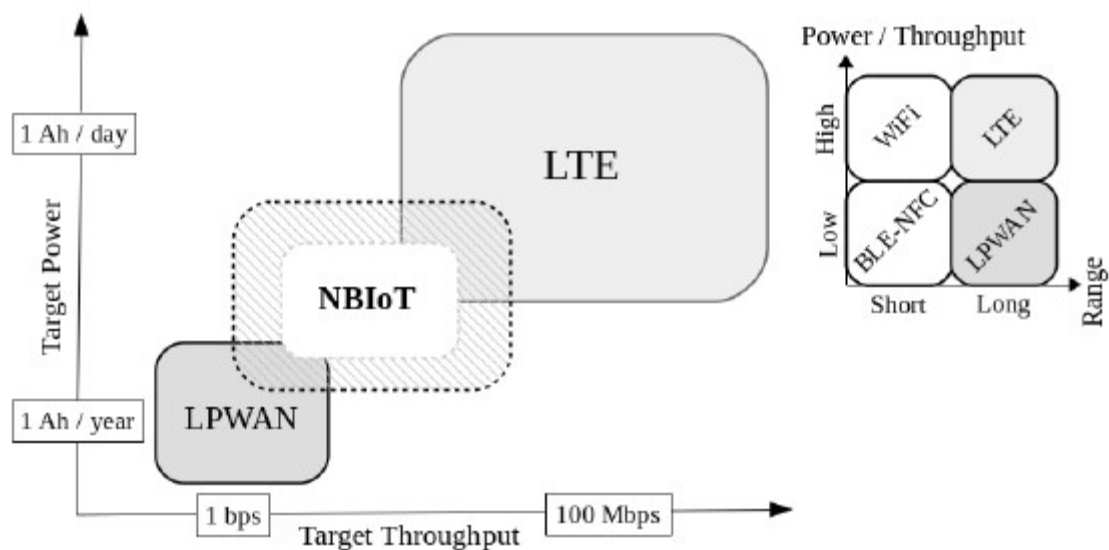 Power / Throughput
1 Ah / day
LTE
High
WiFi
LTE
Target Power
NBIoT
Low
BLE-NFC
LPWAN
Short
Long
Range
1 Ah / year
LPWAN
1 bps
100 Mbps
Target Throughput